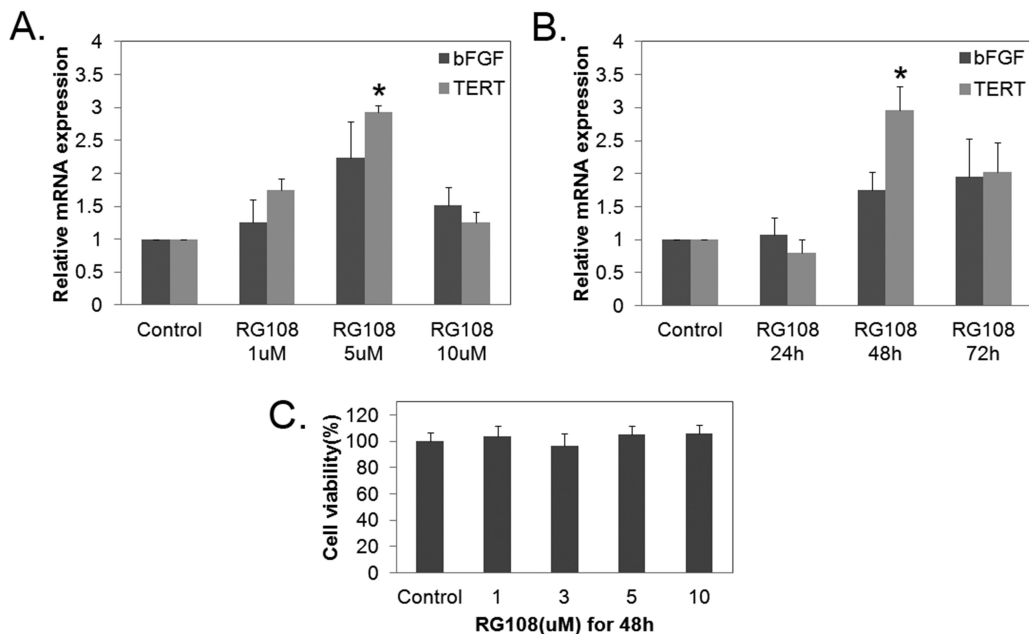 A.
Relative mRNA expression
4
3.5
3
2.5
2
1.5
1
0.5
0
bFGF
TERT
*
Control
RG108
1uM
RG108
5uM
RG108
10uM
B.
Relative mRNA expression
4
3.5
3
2.5
2
1.5
1
0.5
0
bFGF
TERT
*
Control
RG108
24h
RG108
48h
RG108
72h
C.
Cell viability(%)
120
100
80
60
40
20
0
Control 1 3 5 10
RG108(uM) for 48h